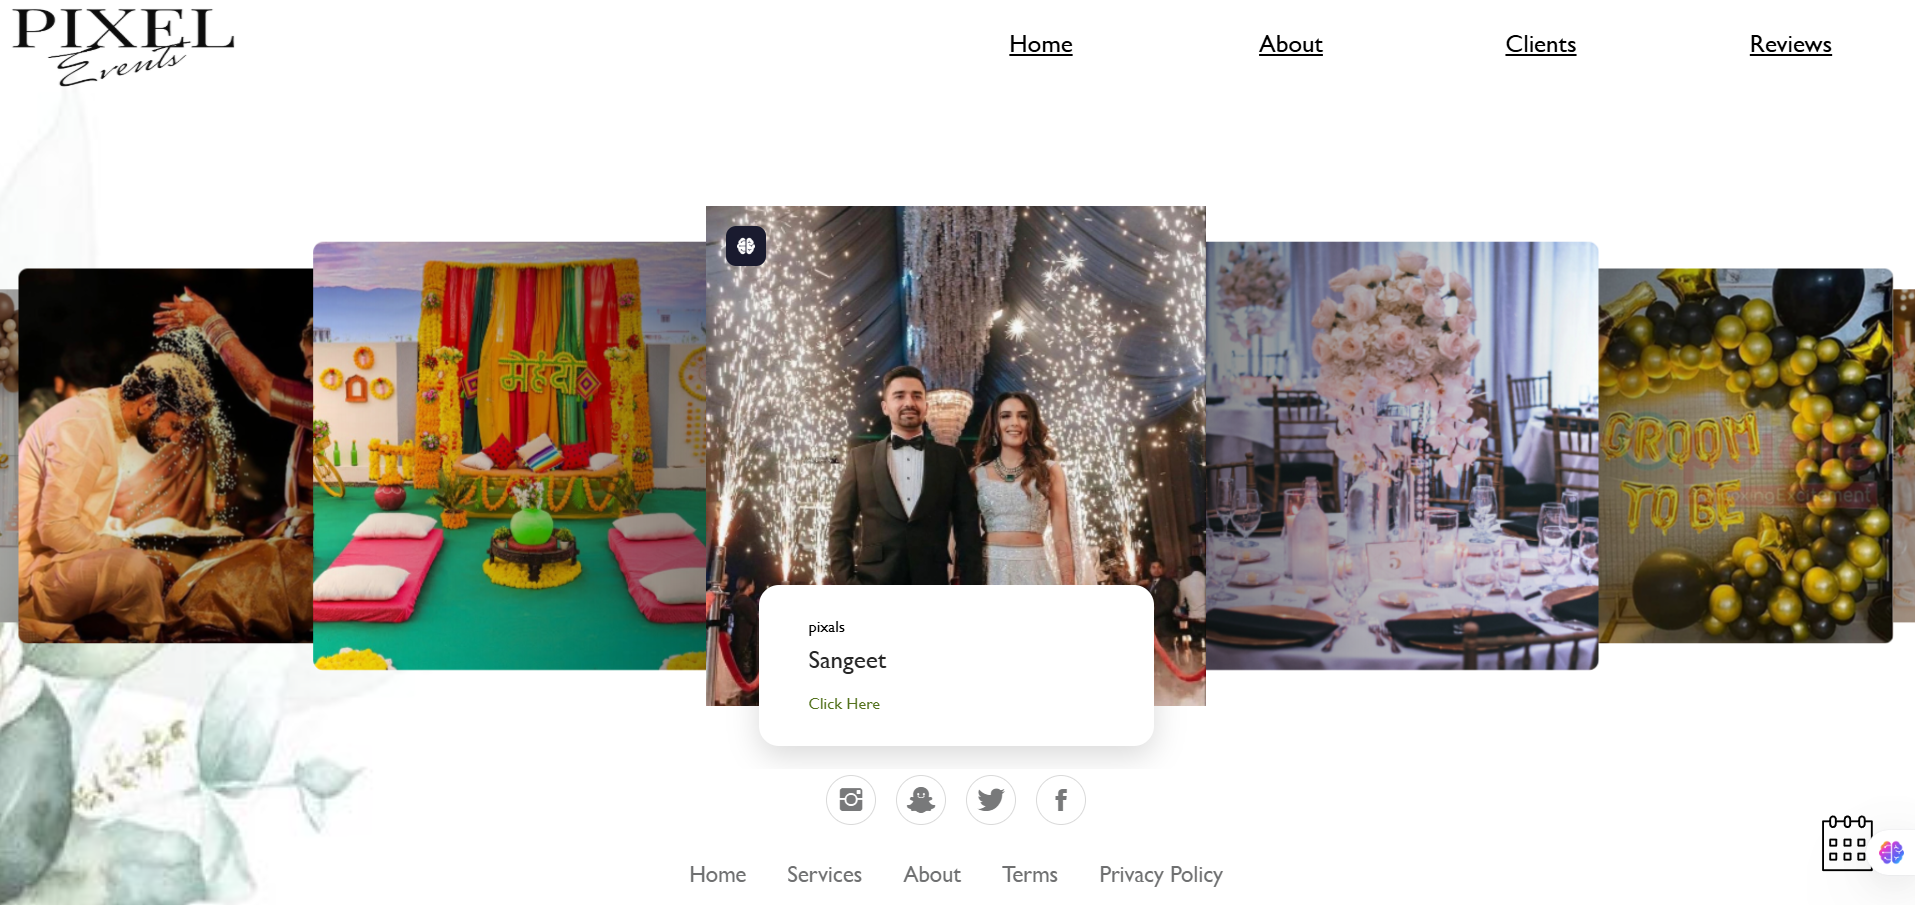 PIXEL
Events
Home
About
Clients
Reviews
मेहंदी
GROOM
TO BE
5
pixals
Sangeet
Click Here
Home
Services
About
Terms
Privacy Policy